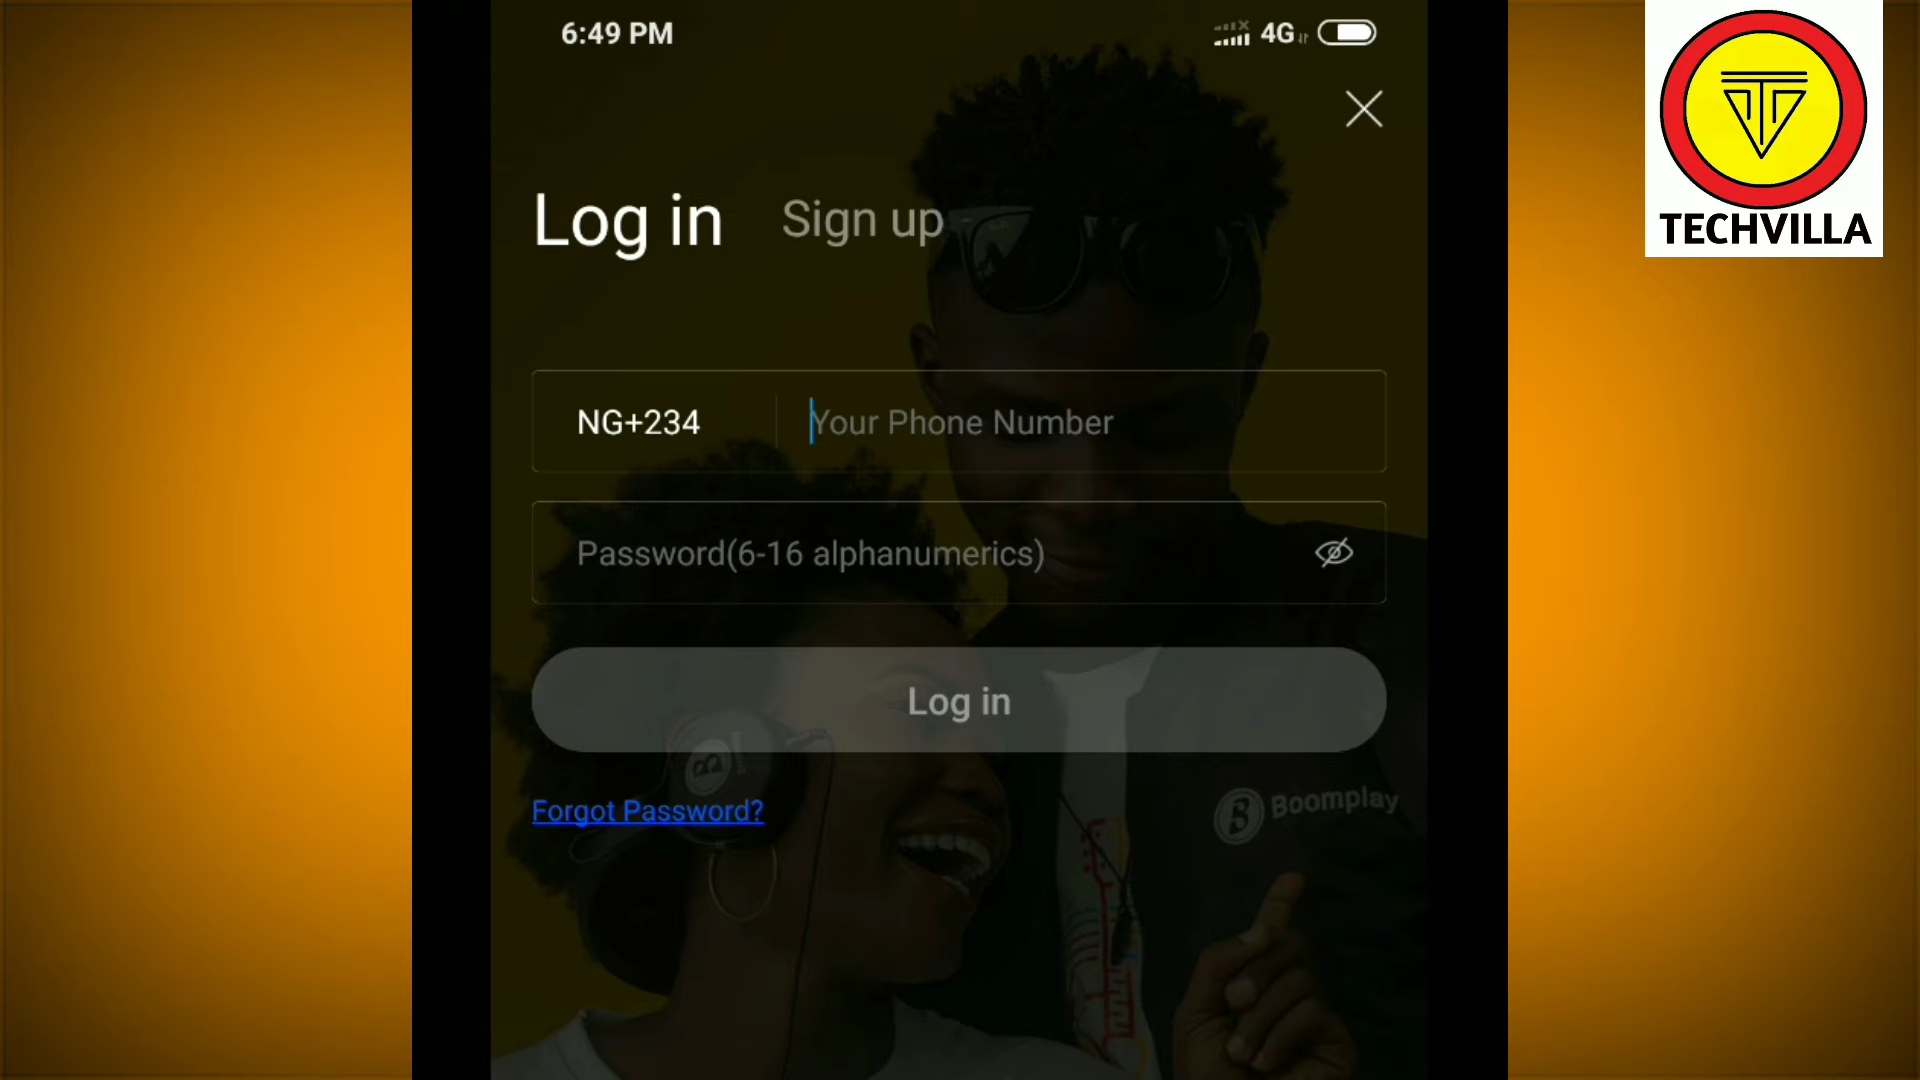 6:49 PM
4G
TECHVILLA
Log in
Sign up
NG+234
Your Phone Number
Password(6-16 alphanumerics)
Log in
Forgot Password?
B
B Boomplay